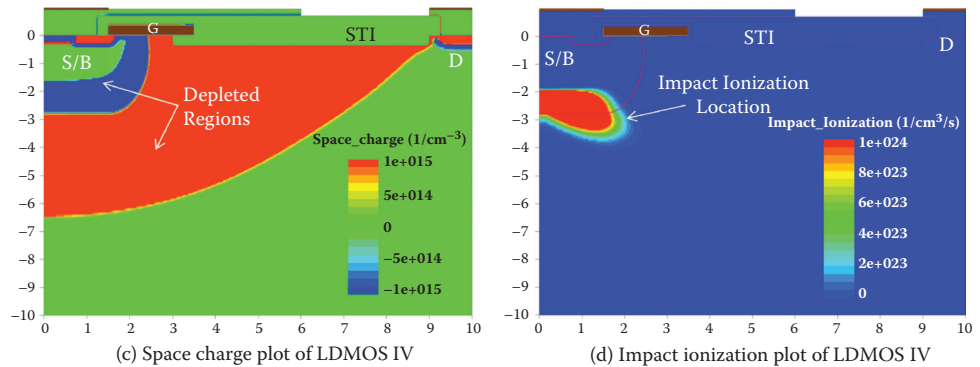 G
STI
S/B
D
Depleted
Regions
Space_charge (1/cm⁻³)
1e+015
5e+014
0
−5e+014
−1e+015
0
−1
−2
−3
−4
−5
−6
−7
−8
−9
−10
0 1 2 3 4 5 6 7 8 9 10
(c) Space charge plot of LDMOS IV
G
STI
S/B
D
Impact Ionization
Location
Impact_Ionization (1/cm³/s)
1e+024
8e+023
6e+023
4e+023
2e+023
0
0
−1
−2
−3
−4
−5
−6
−7
−8
−9
−10
0 1 2 3 4 5 6 7 8 9 10
(d) Impact ionization plot of LDMOS IV